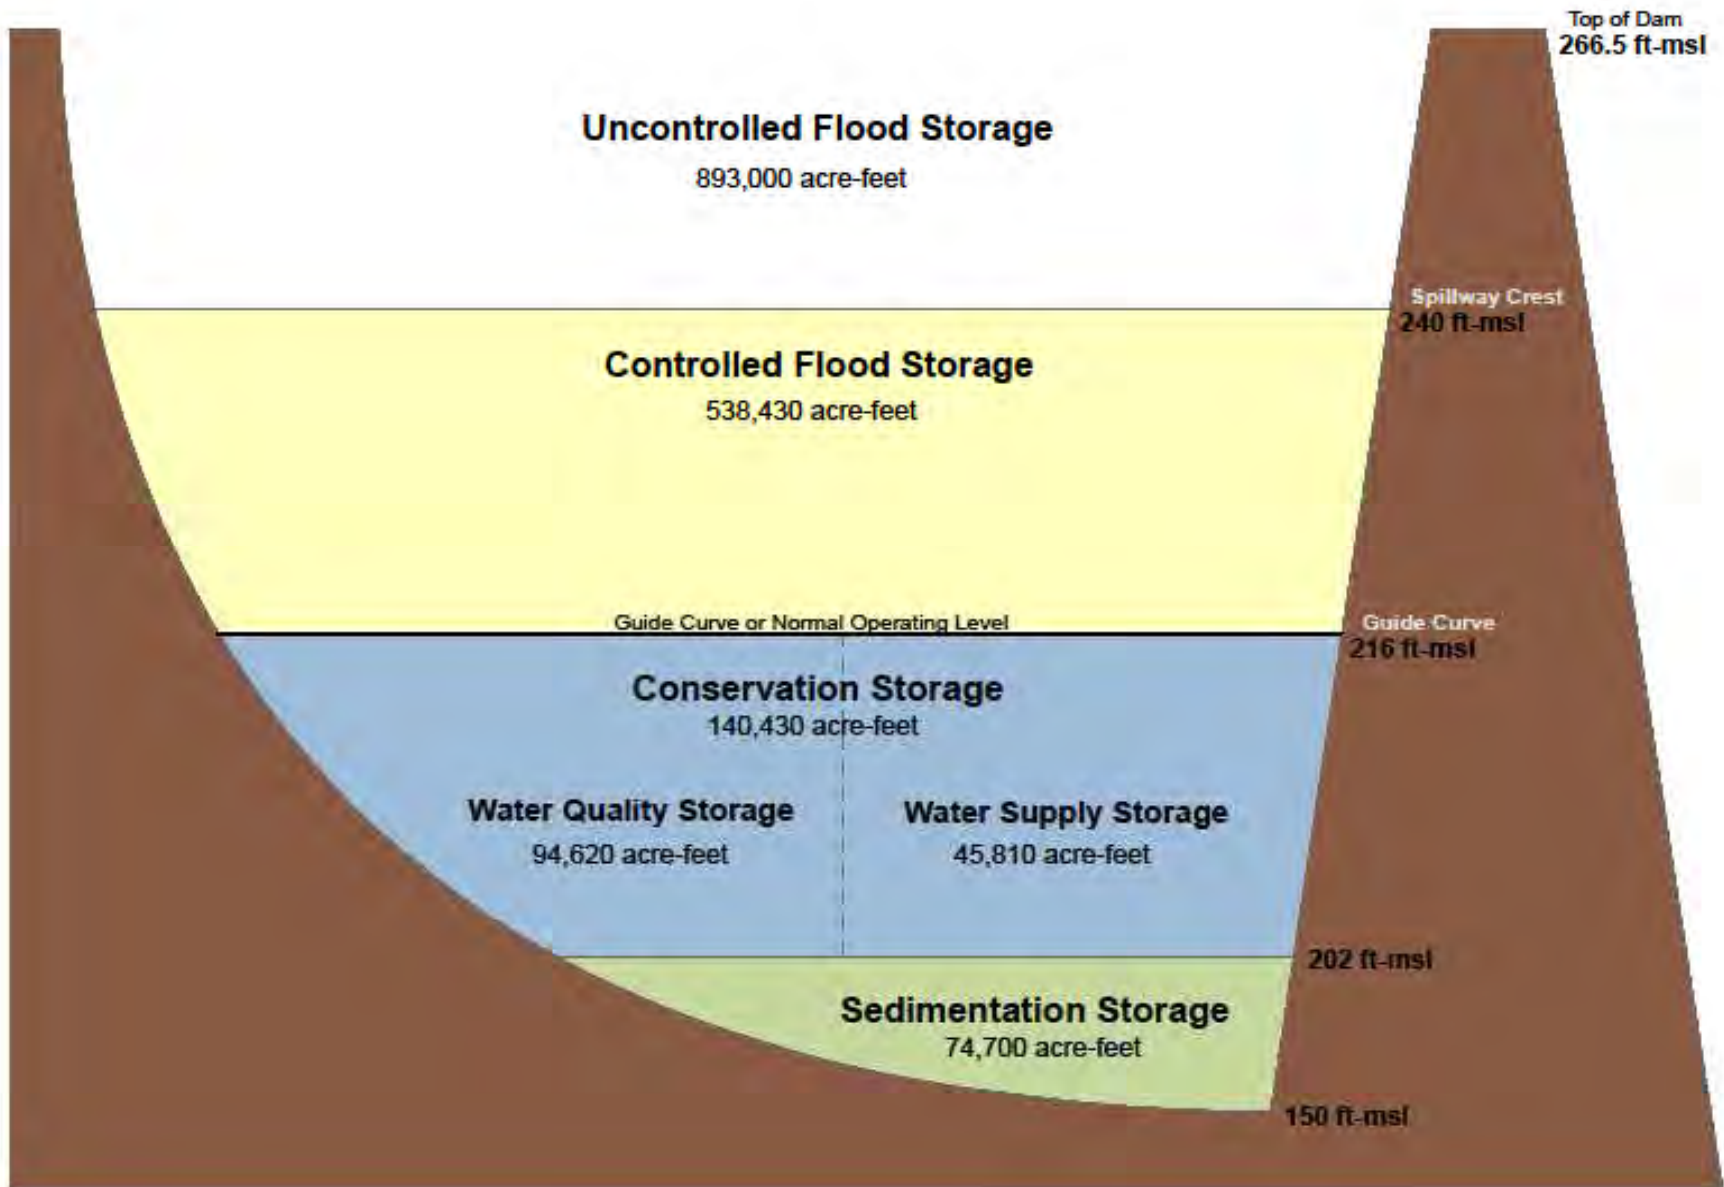 Top of Dam
266.5 ft-msl
Uncontrolled Flood Storage
893,000 acre-feet
Spillway Crest
240 ft-msl
Controlled Flood Storage
538,430 acre-feet
Guide Curve or Normal Operating Level
Guide Curve
216 ft-msl
Conservation Storage
140,430 acre-feet
Water Quality Storage
94,620 acre-feet
Water Supply Storage
45,810 acre-feet
202 ft-msl
Sedimentation Storage
74,700 acre-feet
150 ft-msl